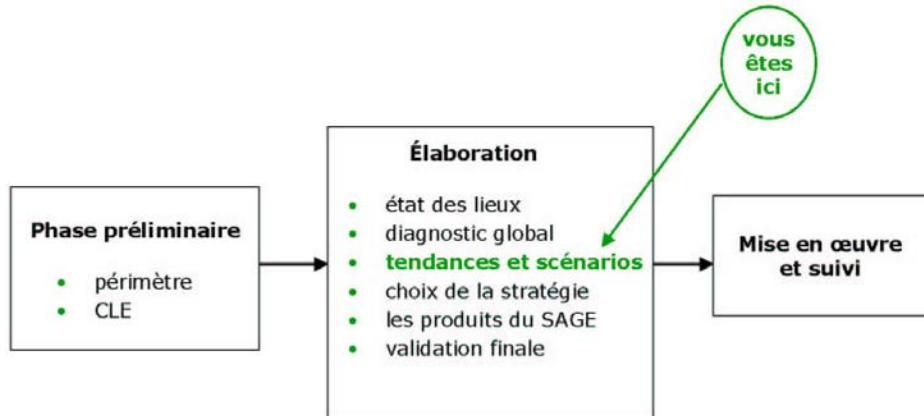 vous
êtes
ici
Phase préliminaire
périmètre
CLE
Élaboration
état des lieux
diagnostic global
tendances et scénarios
choix de la stratégie
les produits du SAGE
validation finale
Mise en œuvre
et suivi